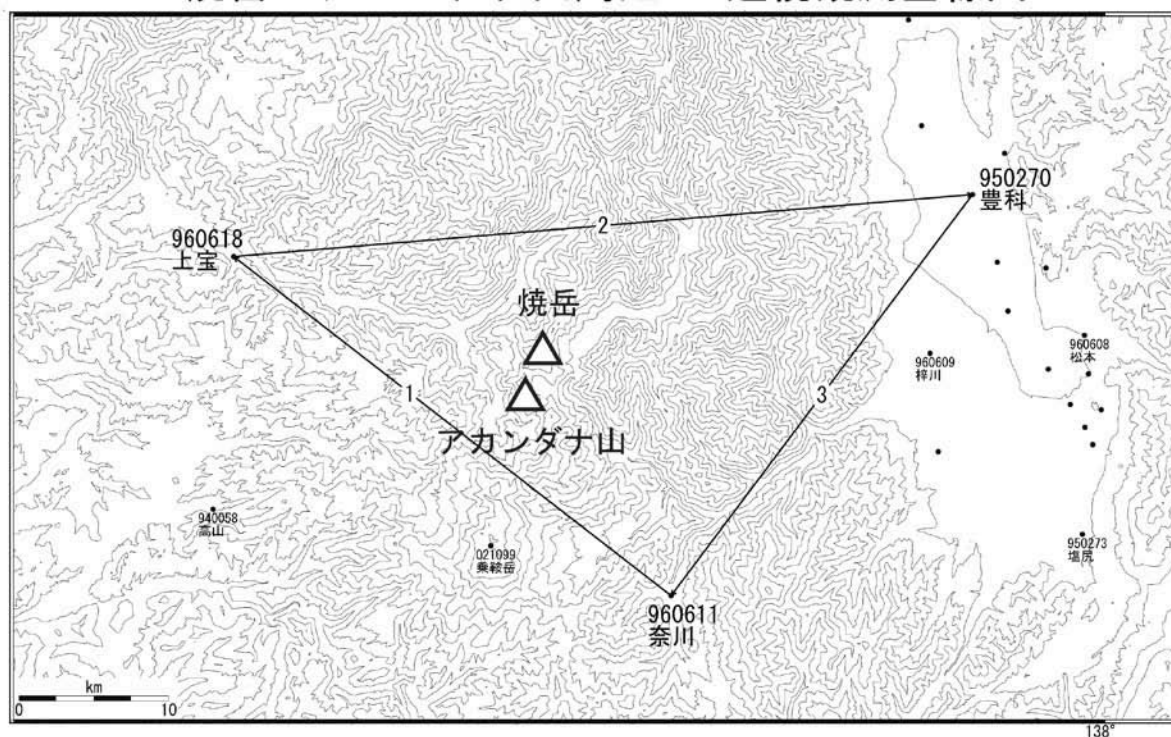 950270
豊科
2
960618
上宝
焼岳
960608
松本
960609
梓川
1
3
アカンダナ山
940058
高山
021099
乗鞍岳
950273
塩尻
960611
奈川
km
0 10
138°